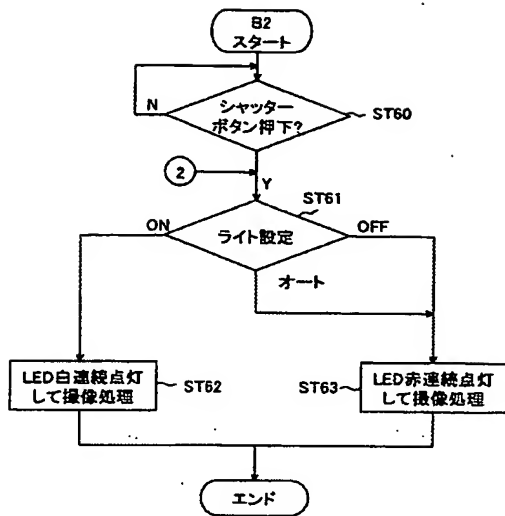 B2
スタート
N
シャッター
ボタン押下?
ST60
2
Y
ST61
ON
ライト設定
OFF
オート
LED白連続点灯
して撮像処理
ST62
ST63
LED赤連続点灯
して撮像処理
エンド